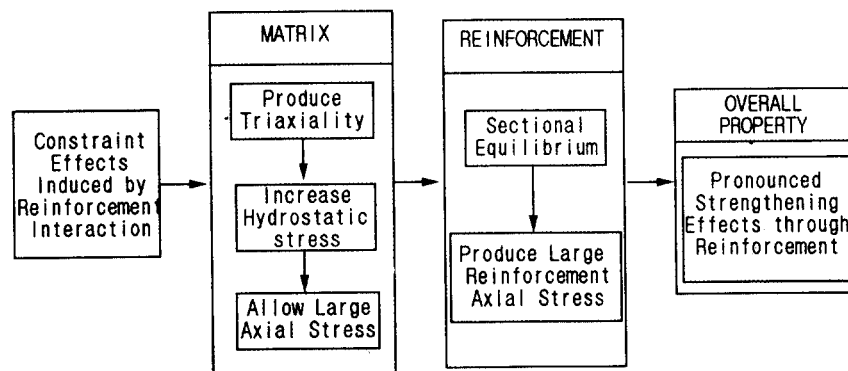 Constraint
Effects
Induced by
Reinforcement
Interaction
MATRIX
Produce
Triaxiality
Increase
Hydrostatic
stress
Allow Large
Axial Stress
REINFORCEMENT
Sectional
Equilibrium
Produce Large
Reinforcement
Axial Stress
OVERALL
PROPERTY
Pronounced
Strengthening
Effects through
Reinforcement